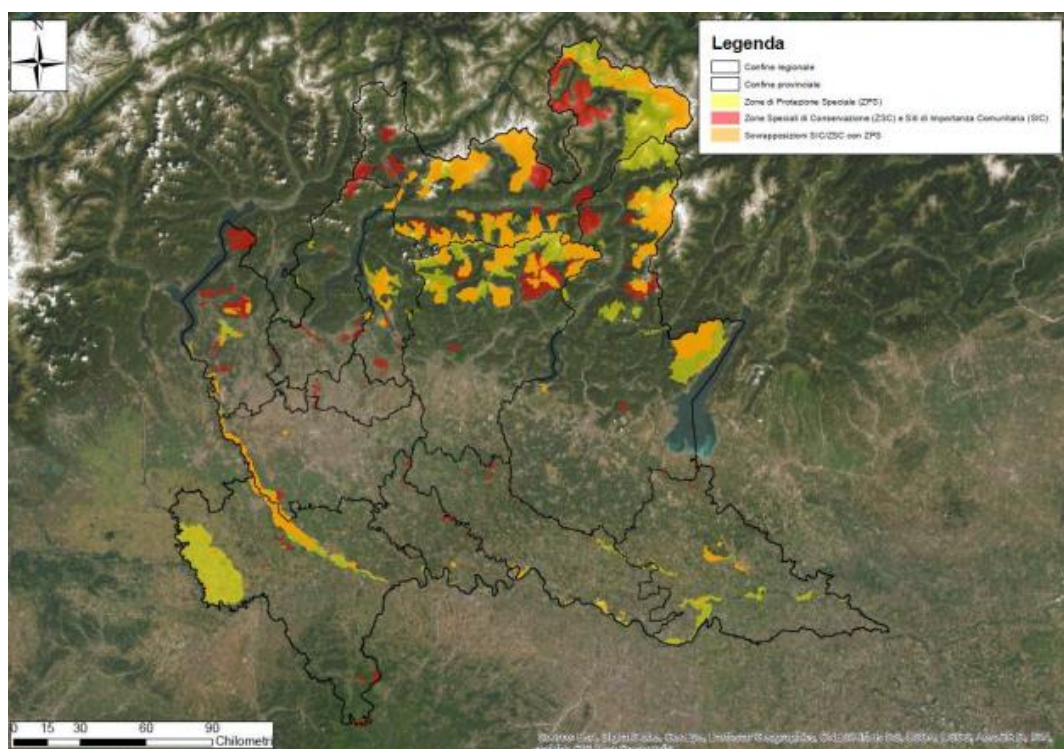 N
Legenda
Confine regionale
Confine provinciale
Zone di Protezione Speciale (ZPS)
Zone Speciali di Conservazione (ZSC) e Siti di Importanza Comunitaria (SIC)
Sovrapposizioni SIC/ZSC con ZPS
0 15 30 60 90
Chilometri